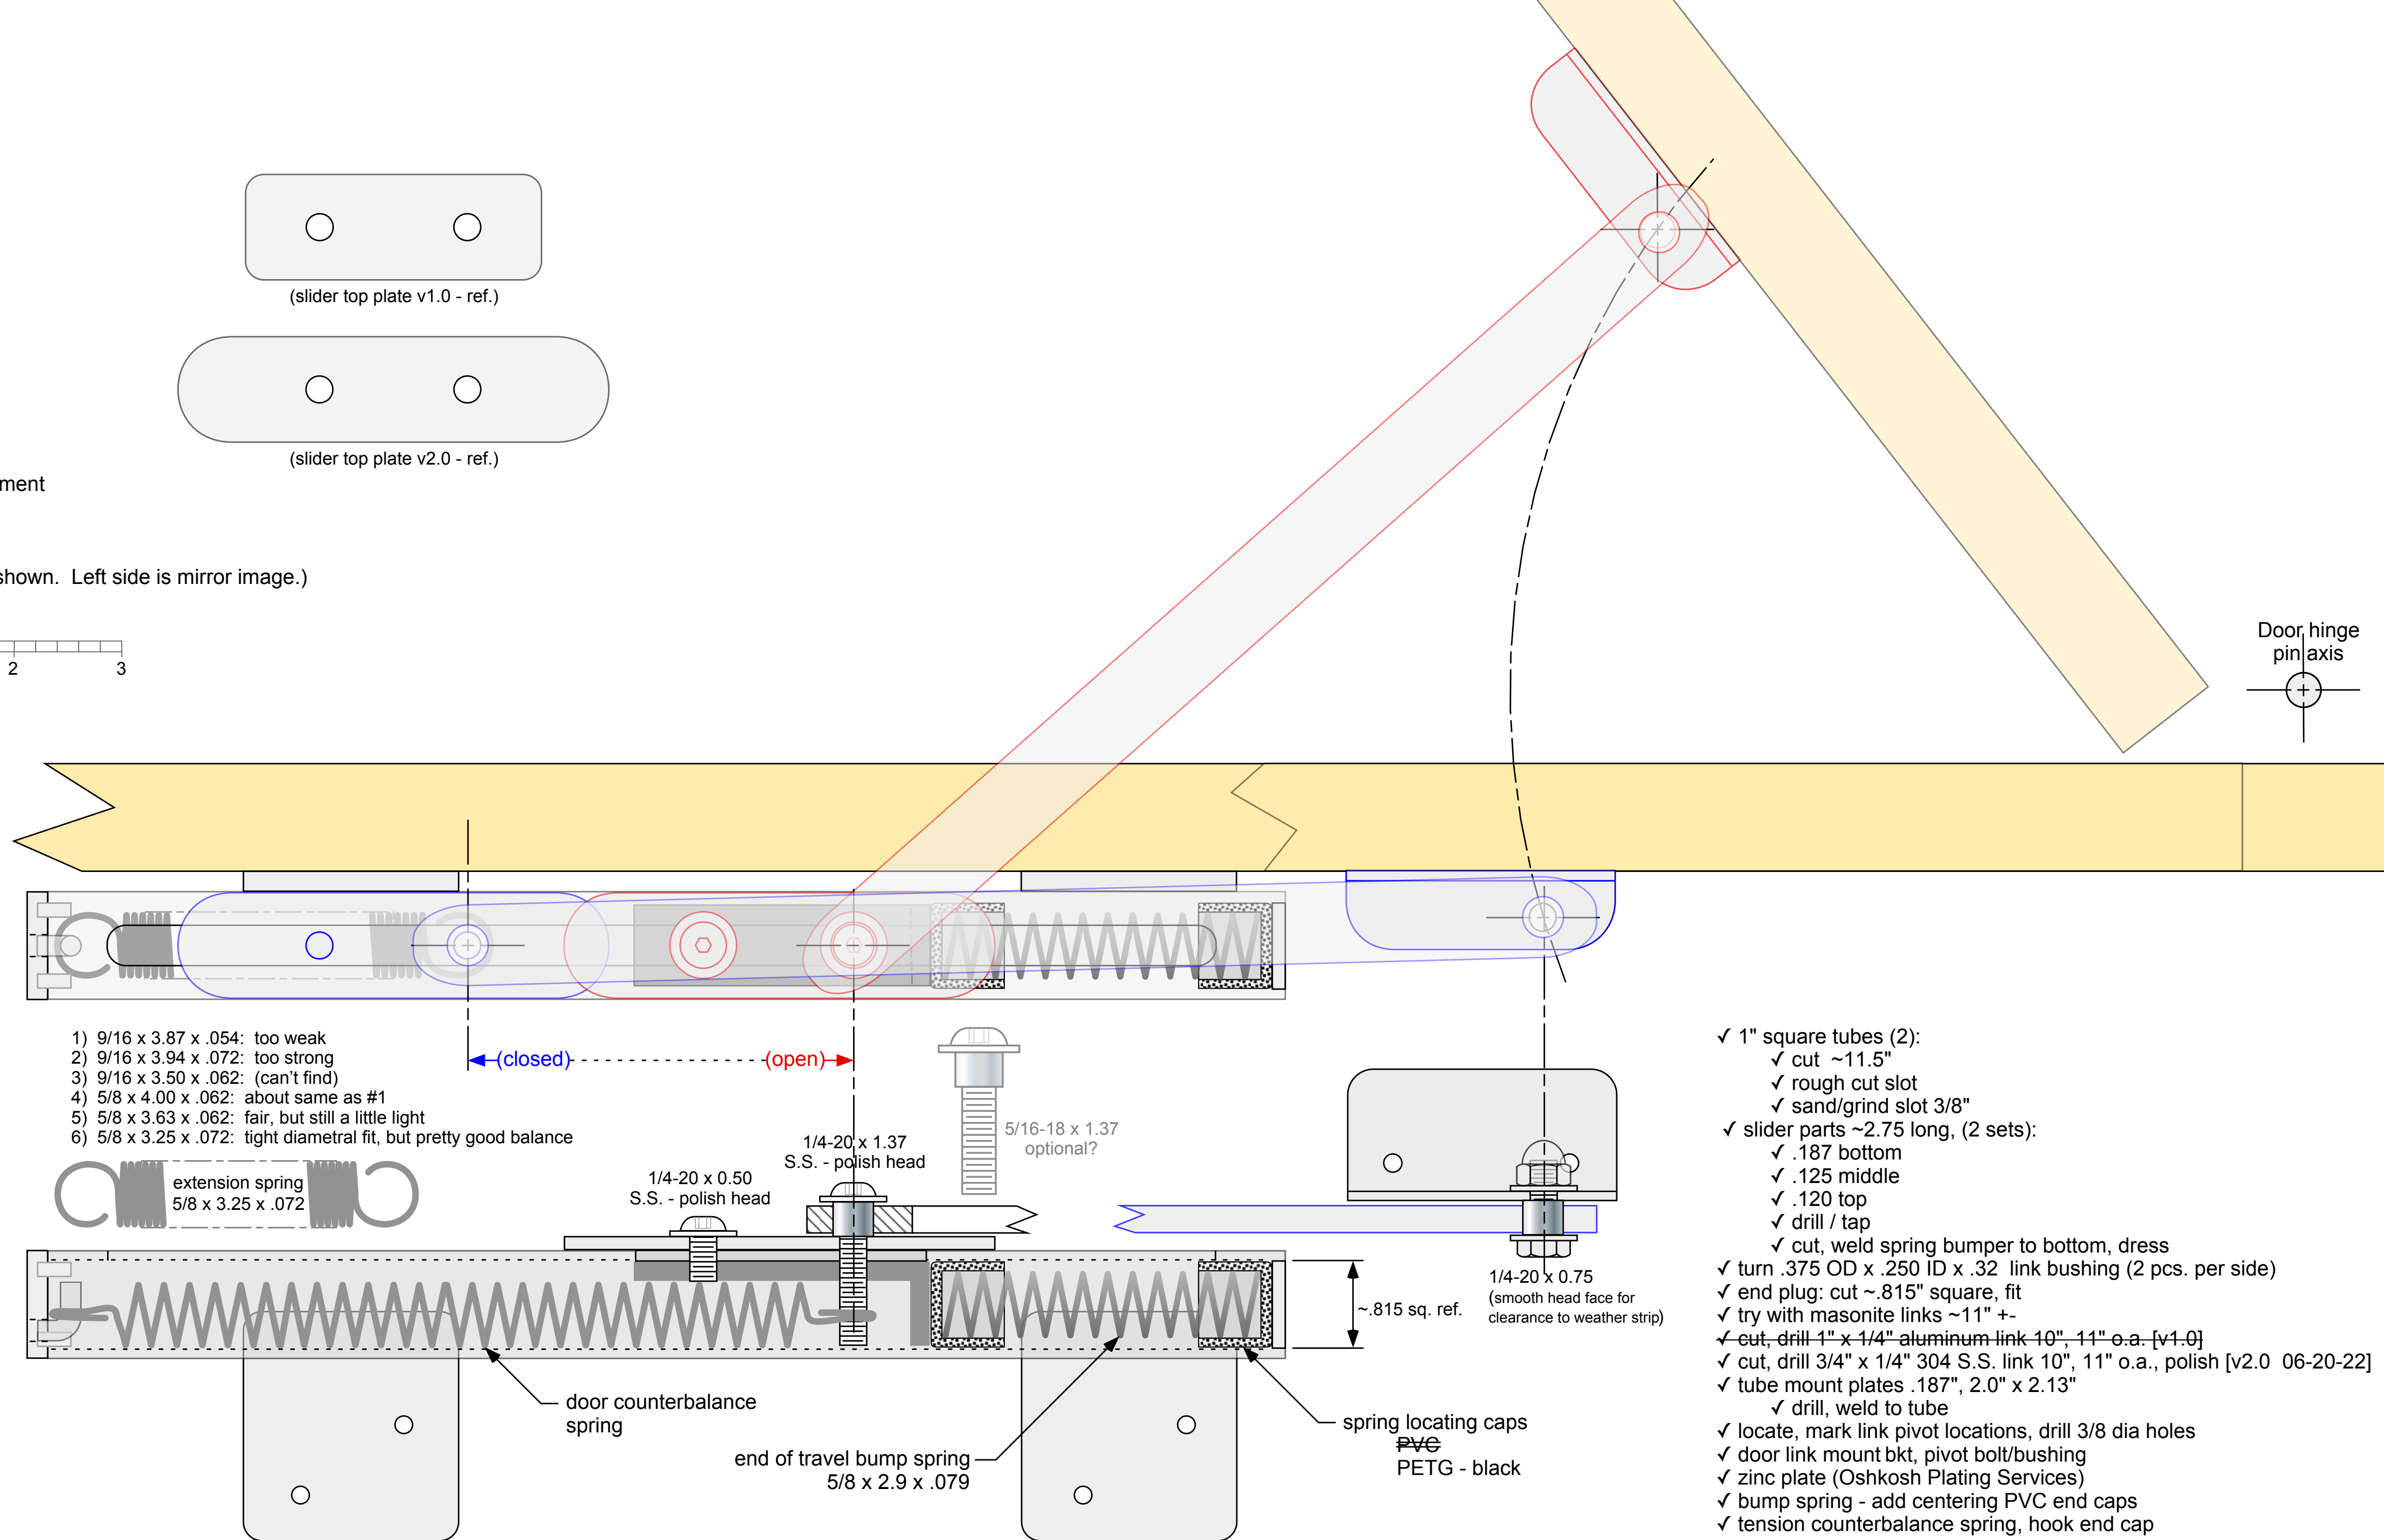 (slider top plate v1.0 - ref.)
(slider top plate v2.0 - ref.)
ment
shown.  Left side is mirror image.)
2
3
Door hinge
pin axis
1)  9/16 x 3.87 x .054:  too weak
2)  9/16 x 3.94 x .072:  too strong
3)  9/16 x 3.50 x .062:  (can't find)
4)  5/8 x 4.00 x .062:  about same as #1
5)  5/8 x 3.63 x .062:  fair, but still a little light
6)  5/8 x 3.25 x .072:  tight diametral fit, but pretty good balance
(closed)
(open)
extension spring
5/8 x 3.25 x .072
1/4-20 x 0.50
S.S. - polish head
1/4-20 x 1.37
S.S. - polish head
5/16-18 x 1.37
optional?
1/4-20 x 0.75
(smooth head face for
clearance to weather strip)
~.815 sq. ref.
door counterbalance
spring
end of travel bump spring
5/8 x 2.9 x .079
spring locating caps
PVC
PETG - black
✓ 1" square tubes (2):
✓ cut  ~11.5"
✓ rough cut slot
✓ sand/grind slot 3/8"
✓ slider parts ~2.75 long, (2 sets):
✓ .187 bottom
✓ .125 middle
✓ .120 top
✓ drill / tap
✓ cut, weld spring bumper to bottom, dress
✓ turn .375 OD x .250 ID x .32  link bushing (2 pcs. per side)
✓ end plug: cut ~.815" square, fit
✓ try with masonite links ~11" +-
✓ cut, drill 1" x 1/4" aluminum link 10", 11" o.a. [v1.0]
✓ cut, drill 3/4" x 1/4" 304 S.S. link 10", 11" o.a., polish [v2.0  06-20-22]
✓ tube mount plates .187", 2.0" x 2.13"
✓ drill, weld to tube
✓ locate, mark link pivot locations, drill 3/8 dia holes
✓ door link mount bkt, pivot bolt/bushing
✓ zinc plate (Oshkosh Plating Services)
✓ bump spring - add centering PVC end caps
✓ tension counterbalance spring, hook end cap